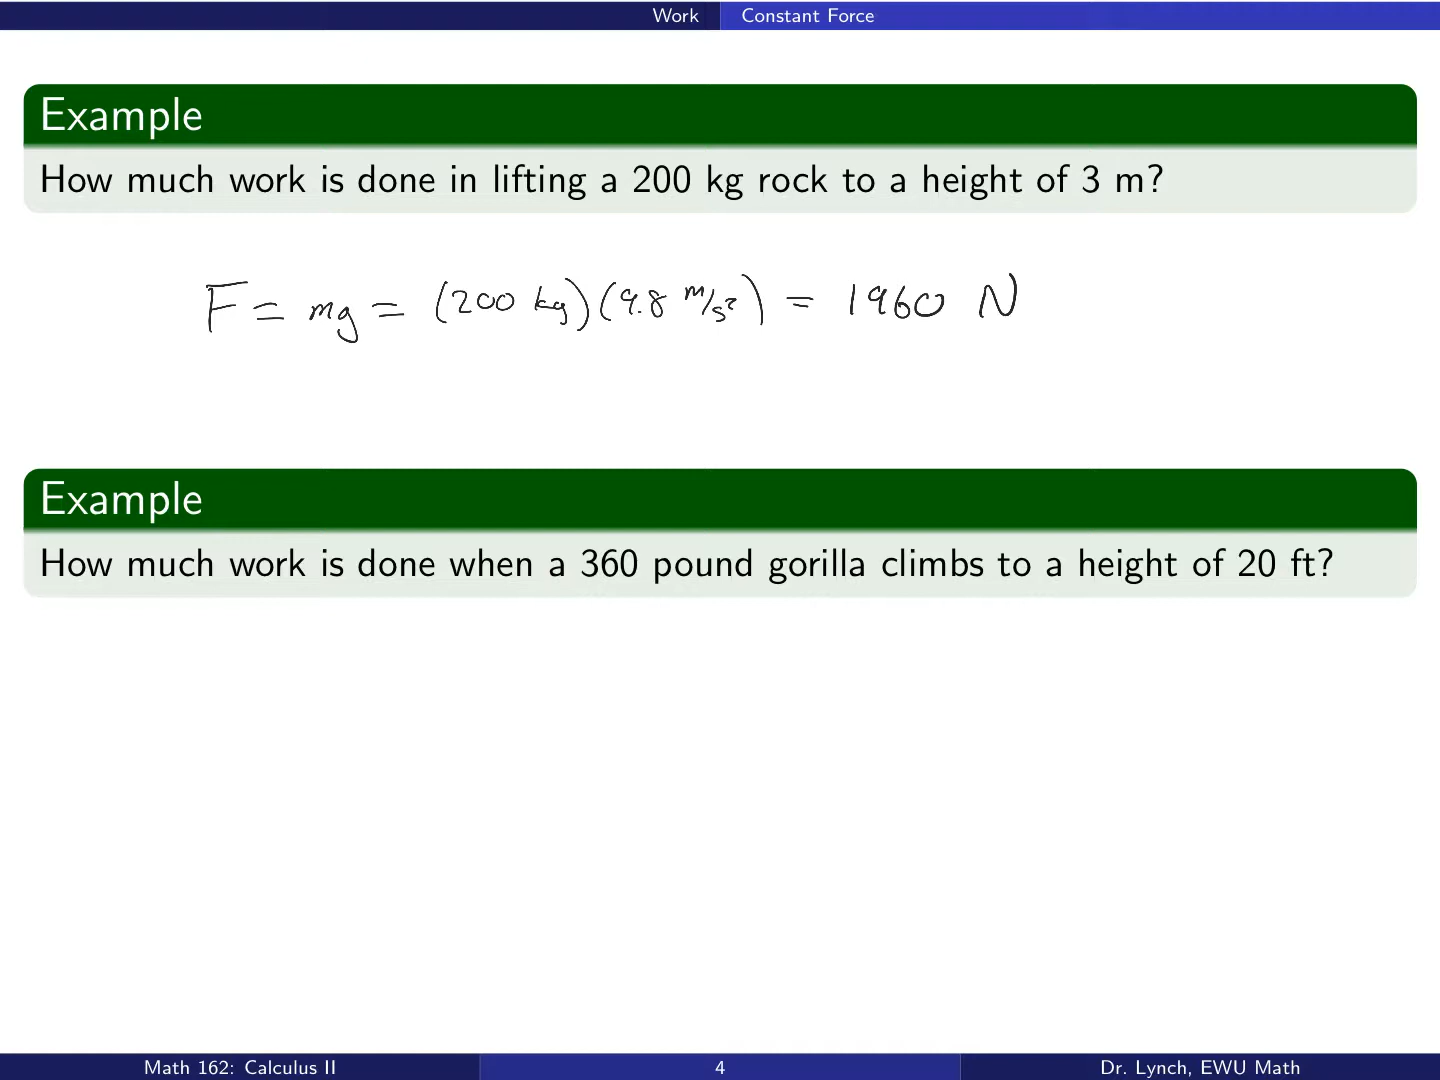 Work Constant Force
Example
How much work is done in lifting a 200 kg rock to a height of 3 m?
F = mg = (200 kg)(9.8 m/s²) = 1960 N
Example
How much work is done when a 360 pound gorilla climbs to a height of 20 ft?
Math 162: Calculus II 4 Dr. Lynch, EWU Math